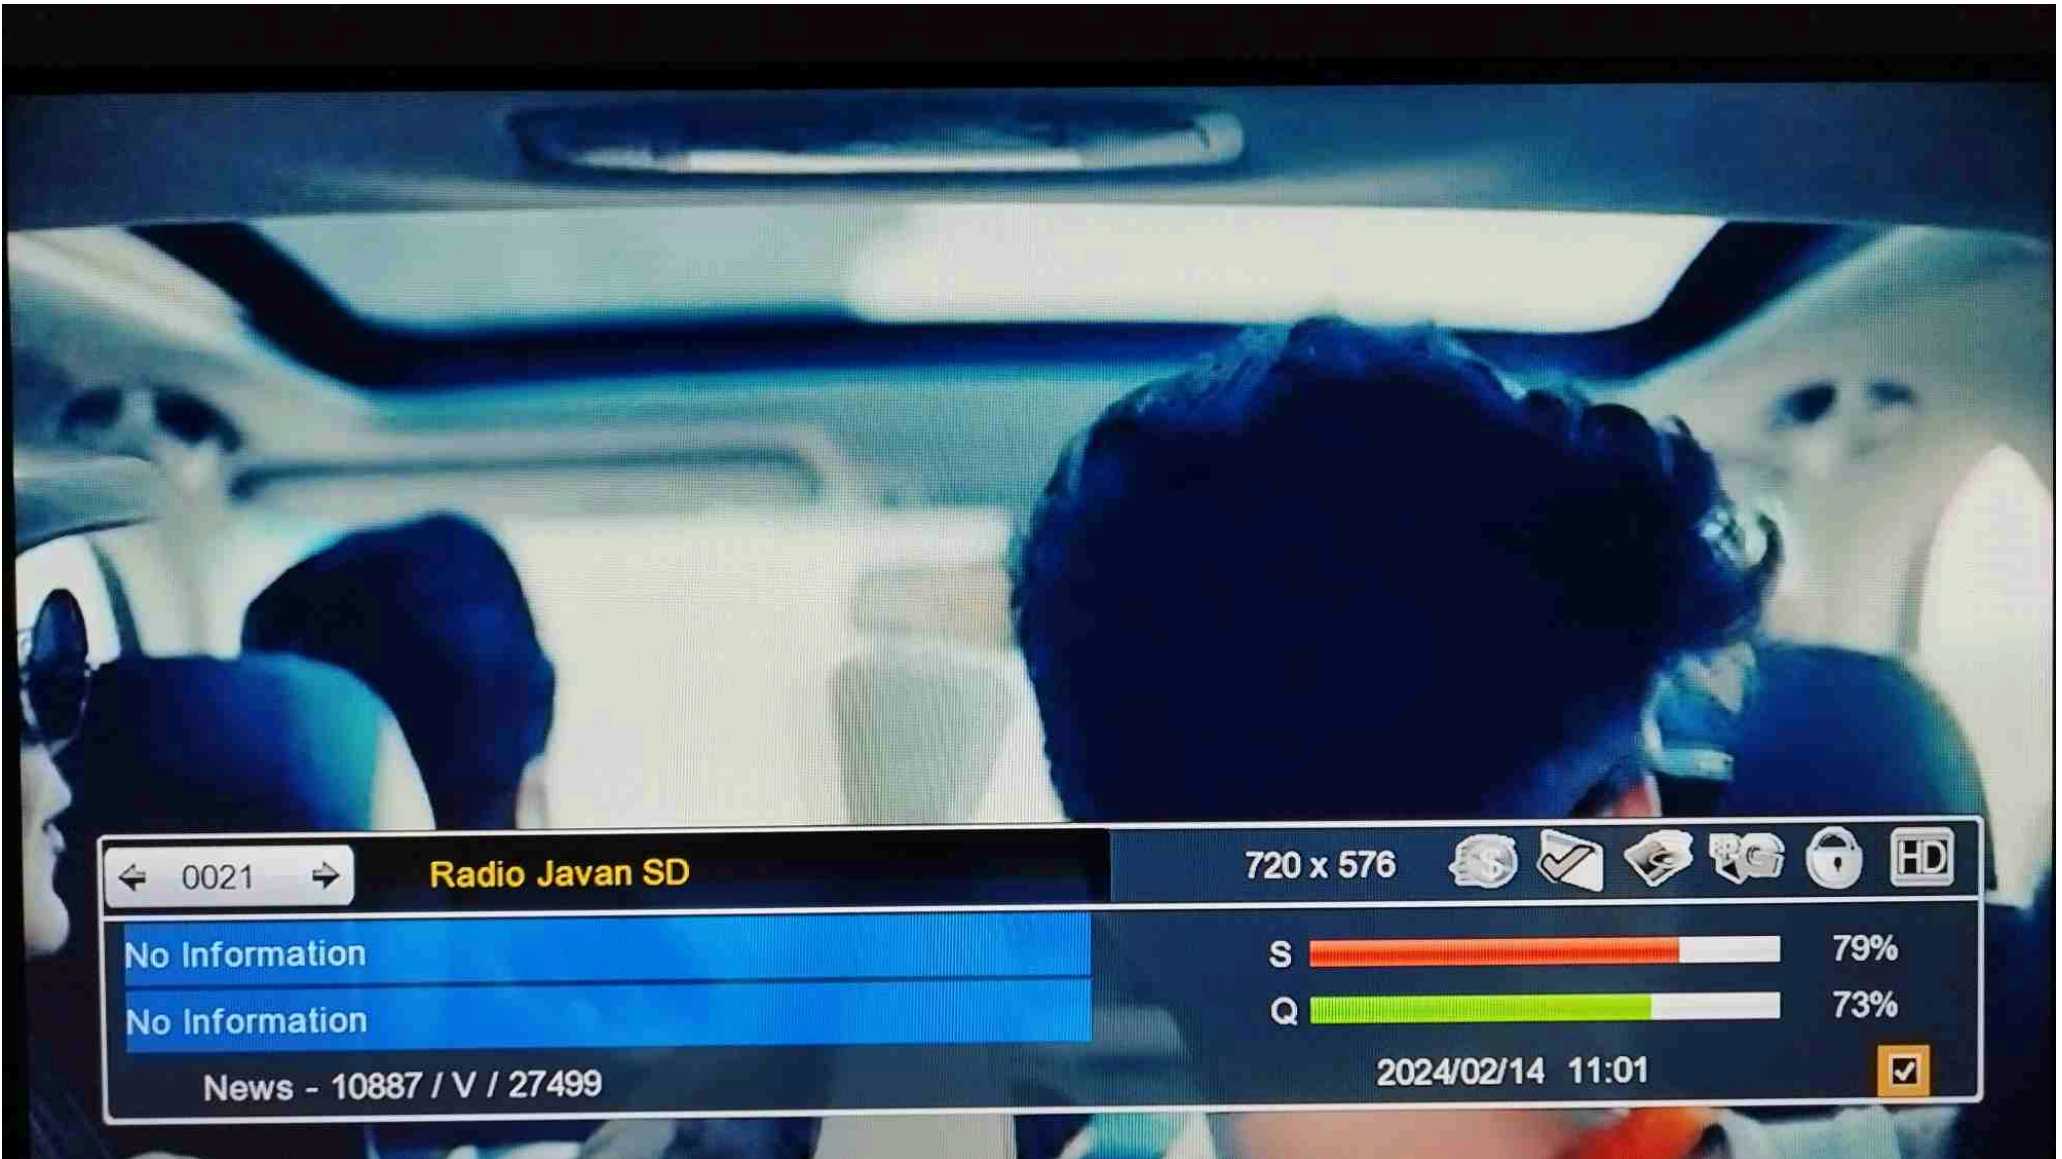 0021
Radio Javan SD
720 x 576
HD
No Information
S 79%
No Information
Q 73%
News - 10887 / V / 27499
2024/02/14 11:01